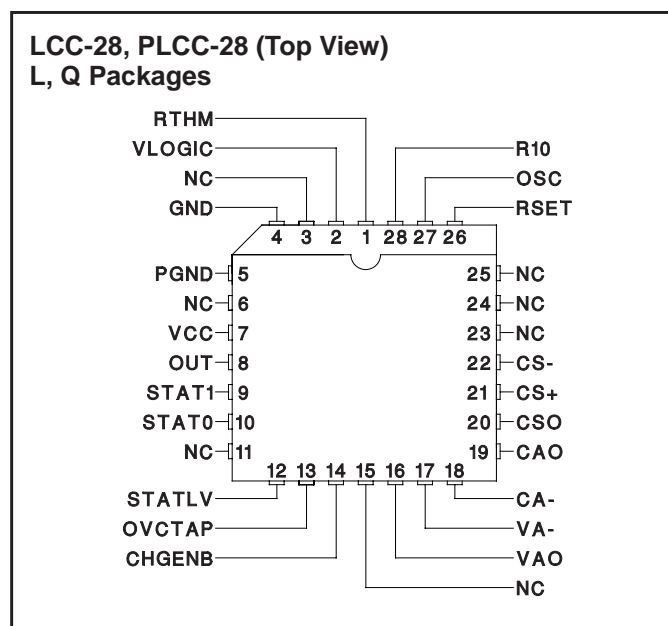 LCC-28, PLCC-28 (Top View)
L, Q Packages
RTHM
VLOGIC
NC
GND
R10
OSC
RSET
4 3 2 1 28 27 26
PGND 5
NC 6
VCC 7
OUT 8
STAT1 9
STAT0 10
NC 11
25 NC
24 NC
23 NC
22 CS-
21 CS+
20 CSO
19 CAO
12 13 14 15 16 17 18
STATLV
OVCTAP
CHGENB
CA-
VA-
VAO
NC